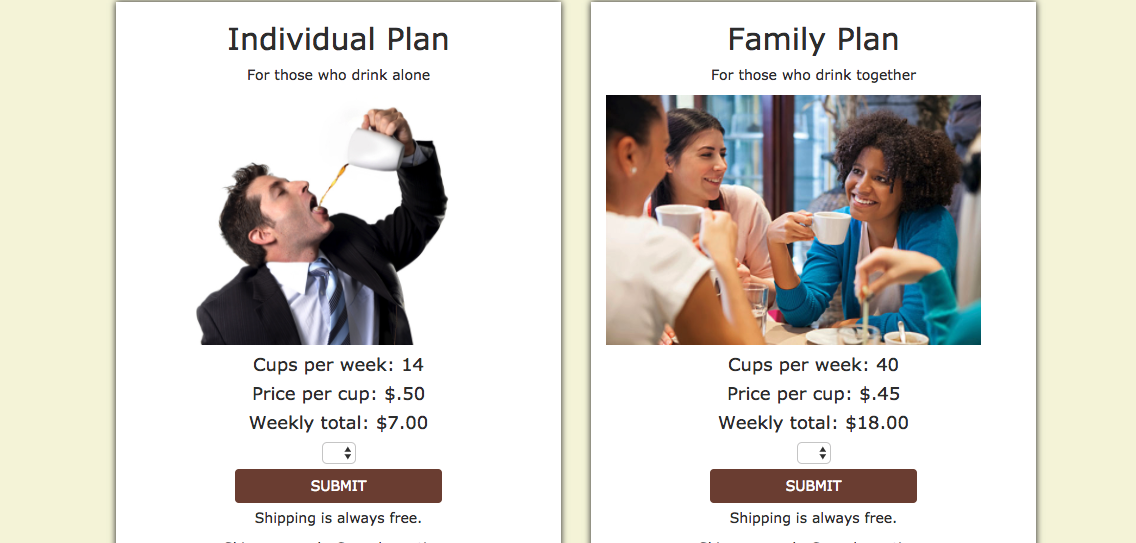 Individual Plan
For those who drink alone
Cups per week: 14
Price per cup: $.50
Weekly total: $7.00
SUBMIT
Shipping is always free.
Family Plan
For those who drink together
Cups per week: 40
Price per cup: $.45
Weekly total: $18.00
SUBMIT
Shipping is always free.